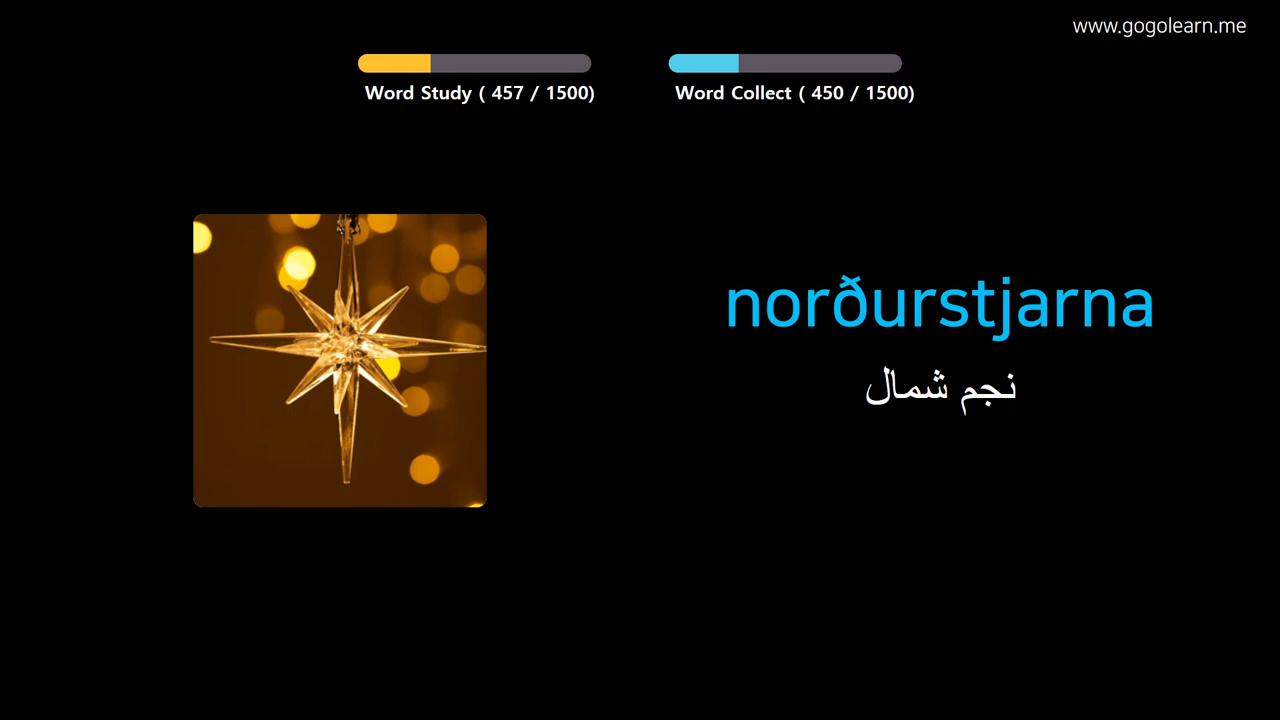 www.gogolearn.me
Word Study ( 457 / 1500)
Word Collect ( 450 / 1500)
norðurstjarna
نجم شمال